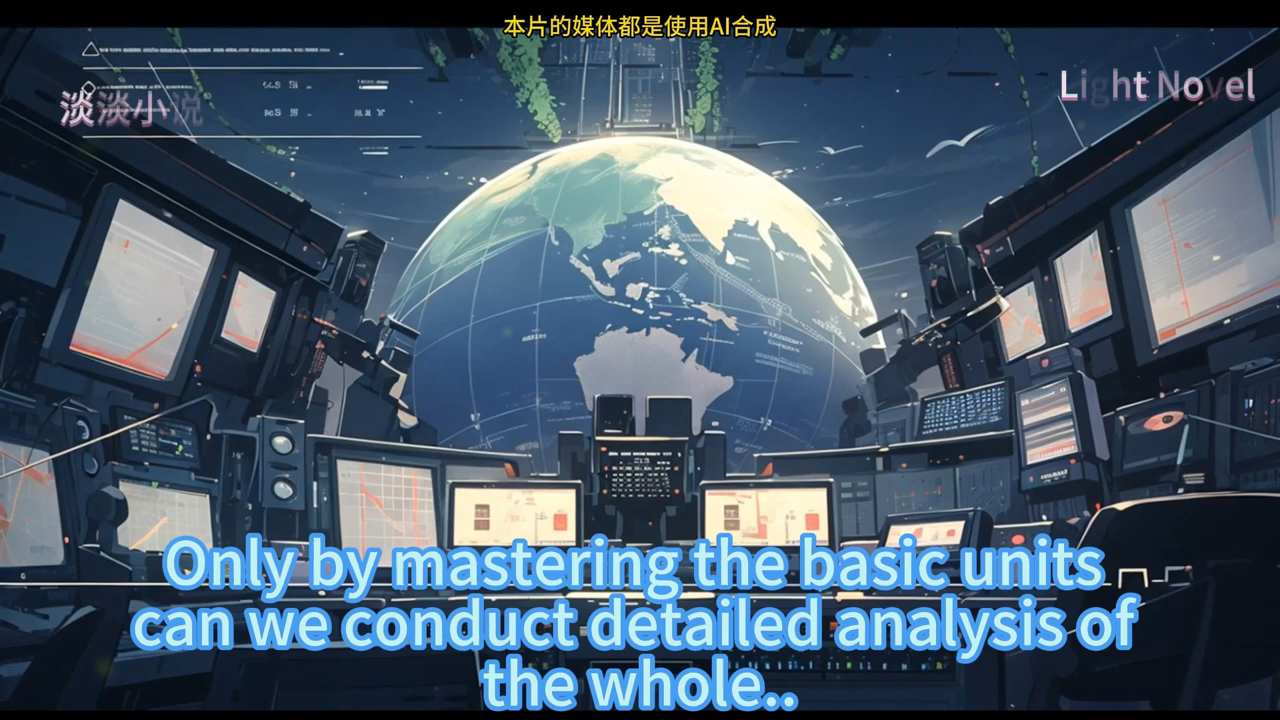 本片的媒体都是使用AI合成
淡淡小说
Light Novel
Only by mastering the basic units
can we conduct detailed analysis of
the whole..